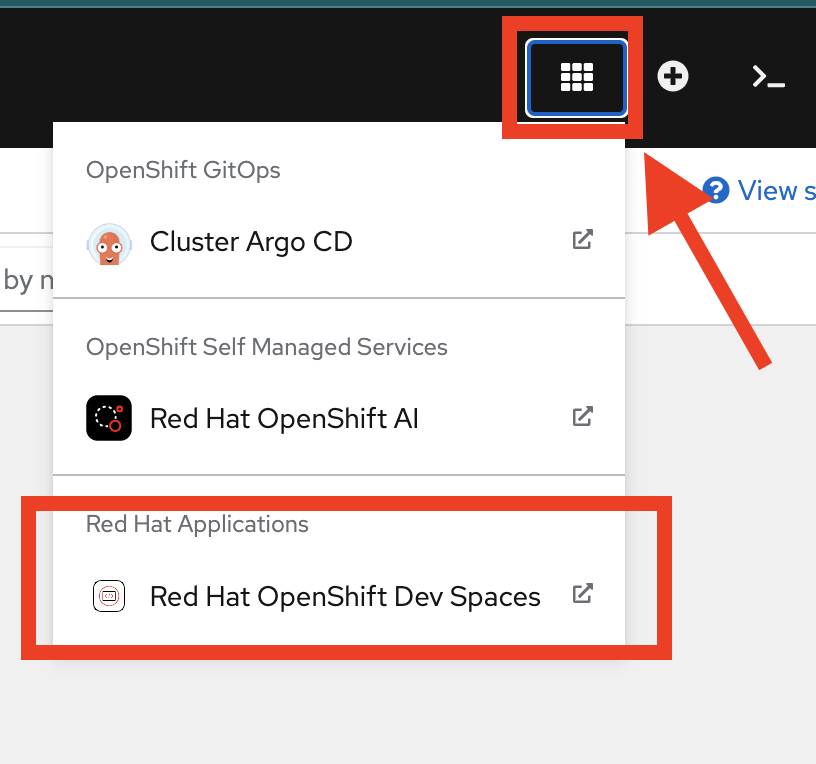 OpenShift GitOps
View s
Cluster Argo CD
by n
OpenShift Self Managed Services
Red Hat OpenShift AI
Red Hat Applications
Red Hat OpenShift Dev Spaces